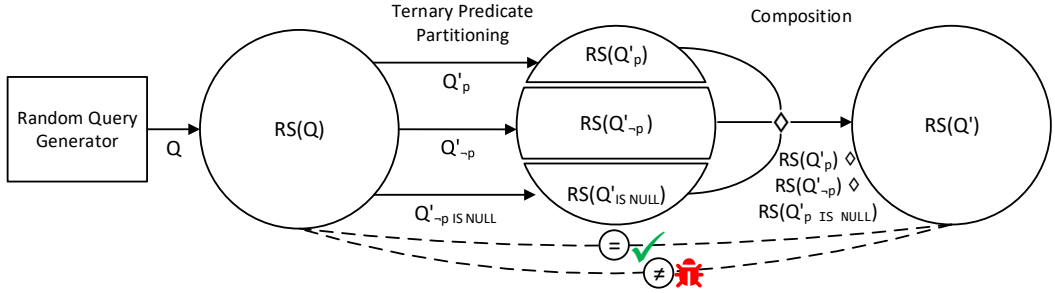 Ternary Predicate
Partitioning
Composition
Random Query
Generator
Q
RS(Q)
Q'p
Q'¬p
Q'¬p IS NULL
RS(Q'p)
RS(Q'¬p)
RS(Q'IS NULL)
RS(Q'p) ◊
RS(Q'¬p) ◊
RS(Q'p IS NULL)
RS(Q')
=
≠